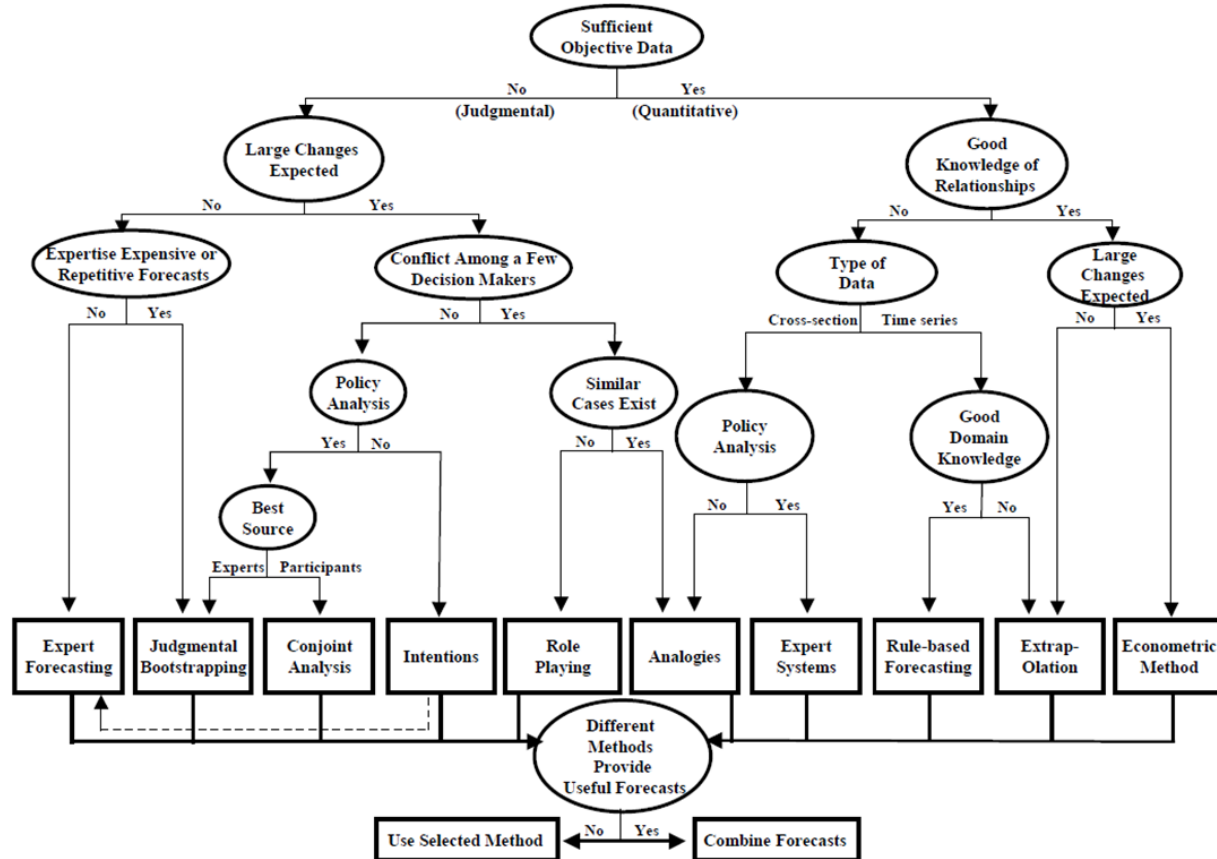 Sufficient
Objective Data
No
Yes
(Judgmental)
(Quantitative)
Large Changes
Expected
Good
Knowledge of
Relationships
No
Yes
No
Yes
Expertise Expensive or
Repetitive Forecasts
Conflict Among a Few
Decision Makers
Type of
Data
Large
Changes
Expected
No
Yes
No
Yes
Cross-section
Time series
No
Yes
Policy
Analysis
Similar
Cases Exist
Policy
Analysis
Good
Domain
Knowledge
Yes
No
No
Yes
No
Yes
Yes
No
Best
Source
Experts
Participants
Expert
Forecasting
Judgmental
Bootstrapping
Conjoint
Analysis
Intentions
Role
Playing
Analogies
Expert
Systems
Rule-based
Forecasting
Extrap-
Olation
Econometric
Method
Different
Methods
Provide
Useful Forecasts
No
Yes
Use Selected Method
Combine Forecasts